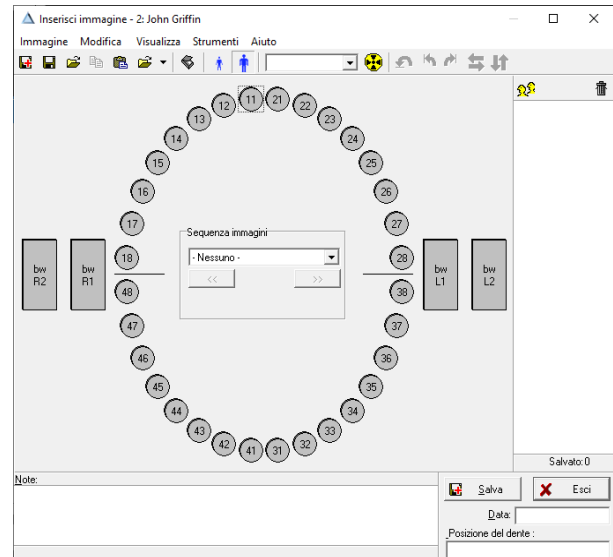 Inserisci immagine - 2: John Griffin
Immagine Modifica Visualizza Strumenti Aiuto
11 21
12 22
13 23
14 24
15 25
16 26
17 27
18 28
Sequenza immagini
- Nessuno -
<< >>
bw R2
bw R1
bw L1
bw L2
48 38
47 37
46 36
45 35
44 34
43 33
42 32
41 31
Salvato:0
Note:
Salva Esci
Data:
Posizione del dente :